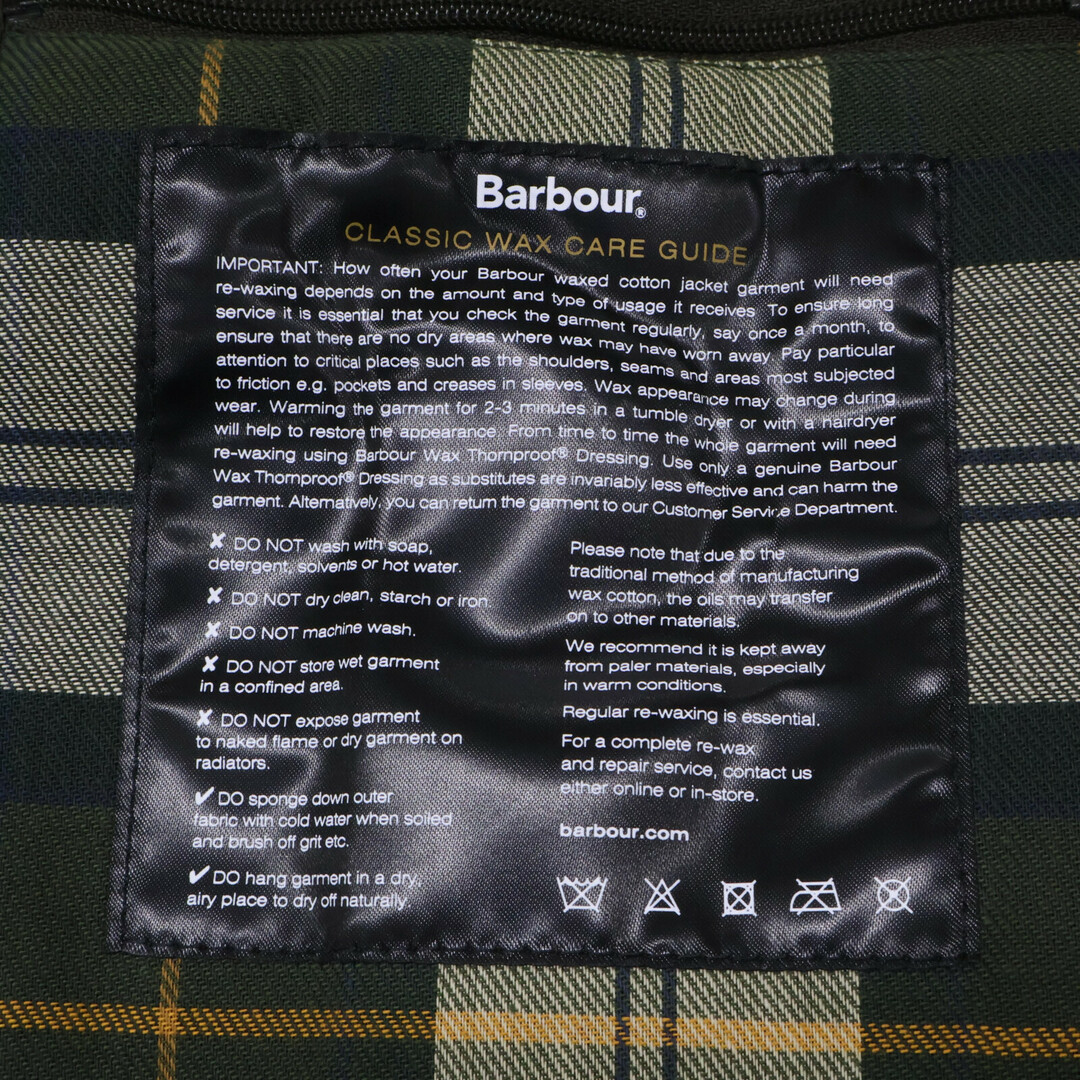 Barbour®
CLASSIC WAX CARE GUIDE
IMPORTANT: How often your Barbour waxed cotton jacket garment will need
re-waxing depends on the amount and type of usage it receives. To ensure long
service it is essential that you check the garment regularly, say once a month, to
ensure that there are no dry areas where wax may have worn away. Pay particular
attention to critical places such as the shoulders, seams and areas most subjected
to friction e.g. pockets and creases in sleeves. Wax appearance may change during
wear. Warming the garment for 2-3 minutes in a tumble dryer or with a hairdryer
will help to restore the appearance. From time to time the whole garment will need
re-waxing using Barbour Wax Thornproof® Dressing. Use only a genuine Barbour
Wax Thornproof® Dressing as substitutes are invariably less effective and can harm the
garment. Alternatively, you can return the garment to our Customer Service Department.
✘ DO NOT wash with soap,
detergent, solvents or hot water.
✘ DO NOT dry clean, starch or iron.
✘ DO NOT machine wash.
✘ DO NOT store wet garment
in a confined area.
✘ DO NOT expose garment
to naked flame or dry garment on
radiators.
✔ DO sponge down outer
fabric with cold water when soiled
and brush off grit etc.
✔ DO hang garment in a dry,
airy place to dry off naturally.
Please note that due to the
traditional method of manufacturing
wax cotton, the oils may transfer
on to other materials.
We recommend it is kept away
from paler materials, especially
in warm conditions.
Regular re-waxing is essential.
For a complete re-wax
and repair service, contact us
either online or in-store.
barbour.com